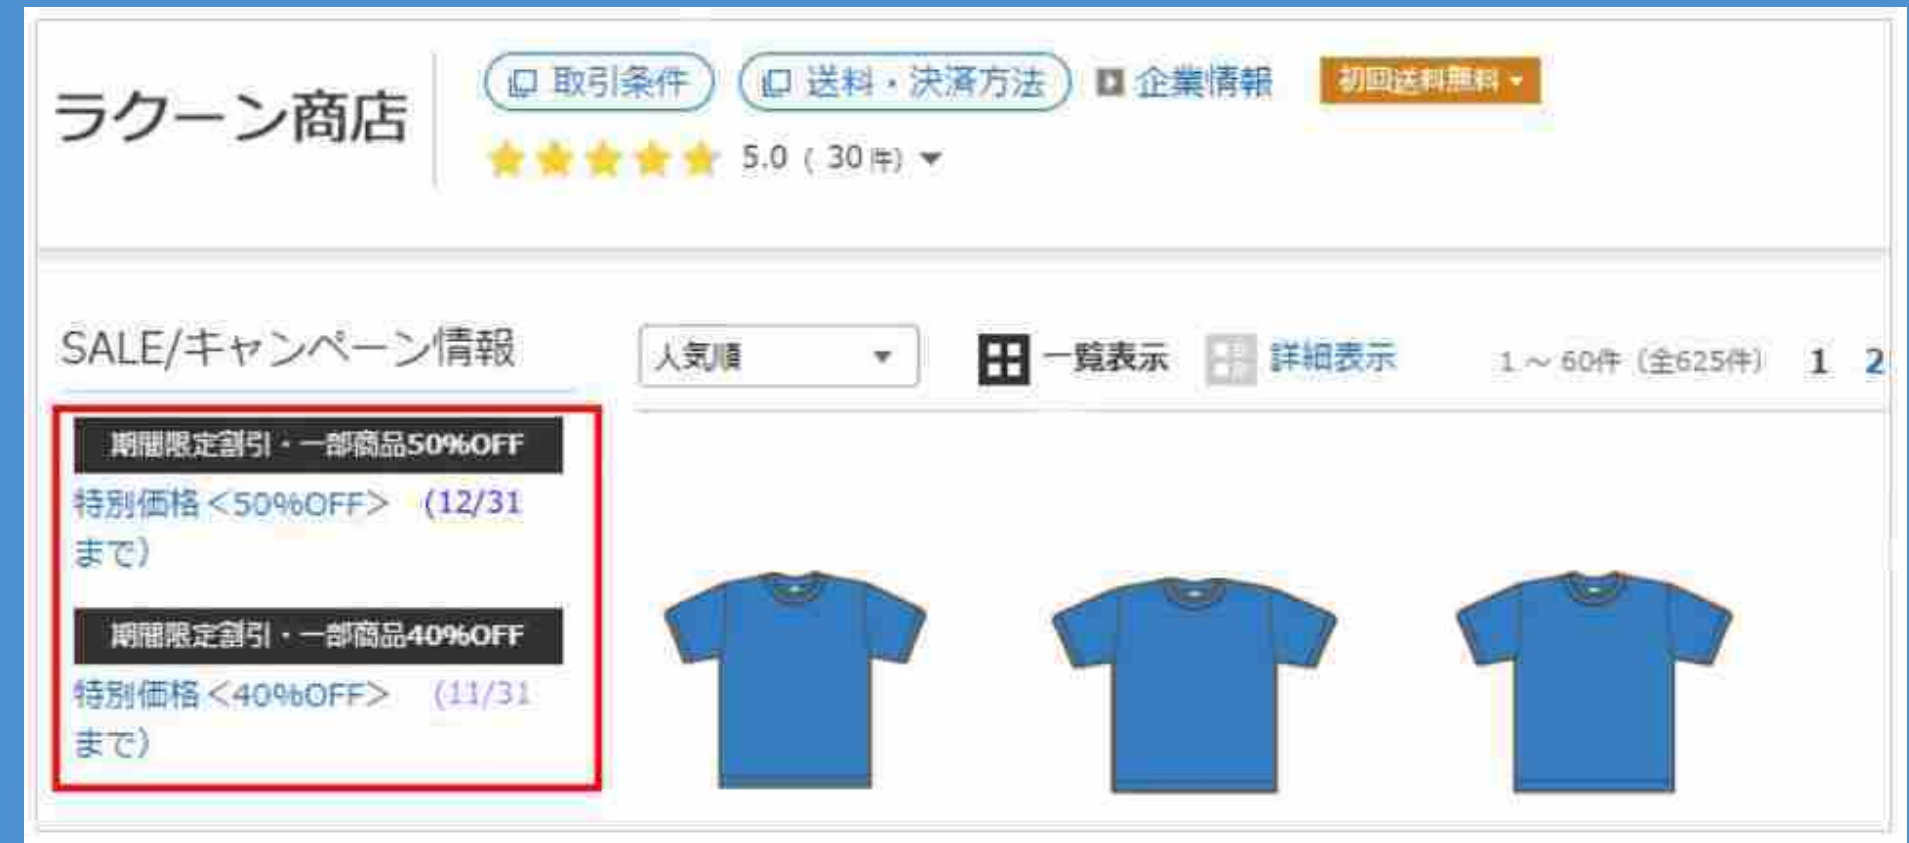 ラクーン商店
取引条件 送料・決済方法 企業情報 初回送料無料
5.0 ( 30件)
SALE/キャンペーン情報
人気順 一覧表示 詳細表示 1 ～ 60件 (全625件) 1 2
期間限定割引・一部商品50%OFF
特別価格<50%OFF> (12/31
まで)
期間限定割引・一部商品40%OFF
特別価格<40%OFF> (11/31
まで)